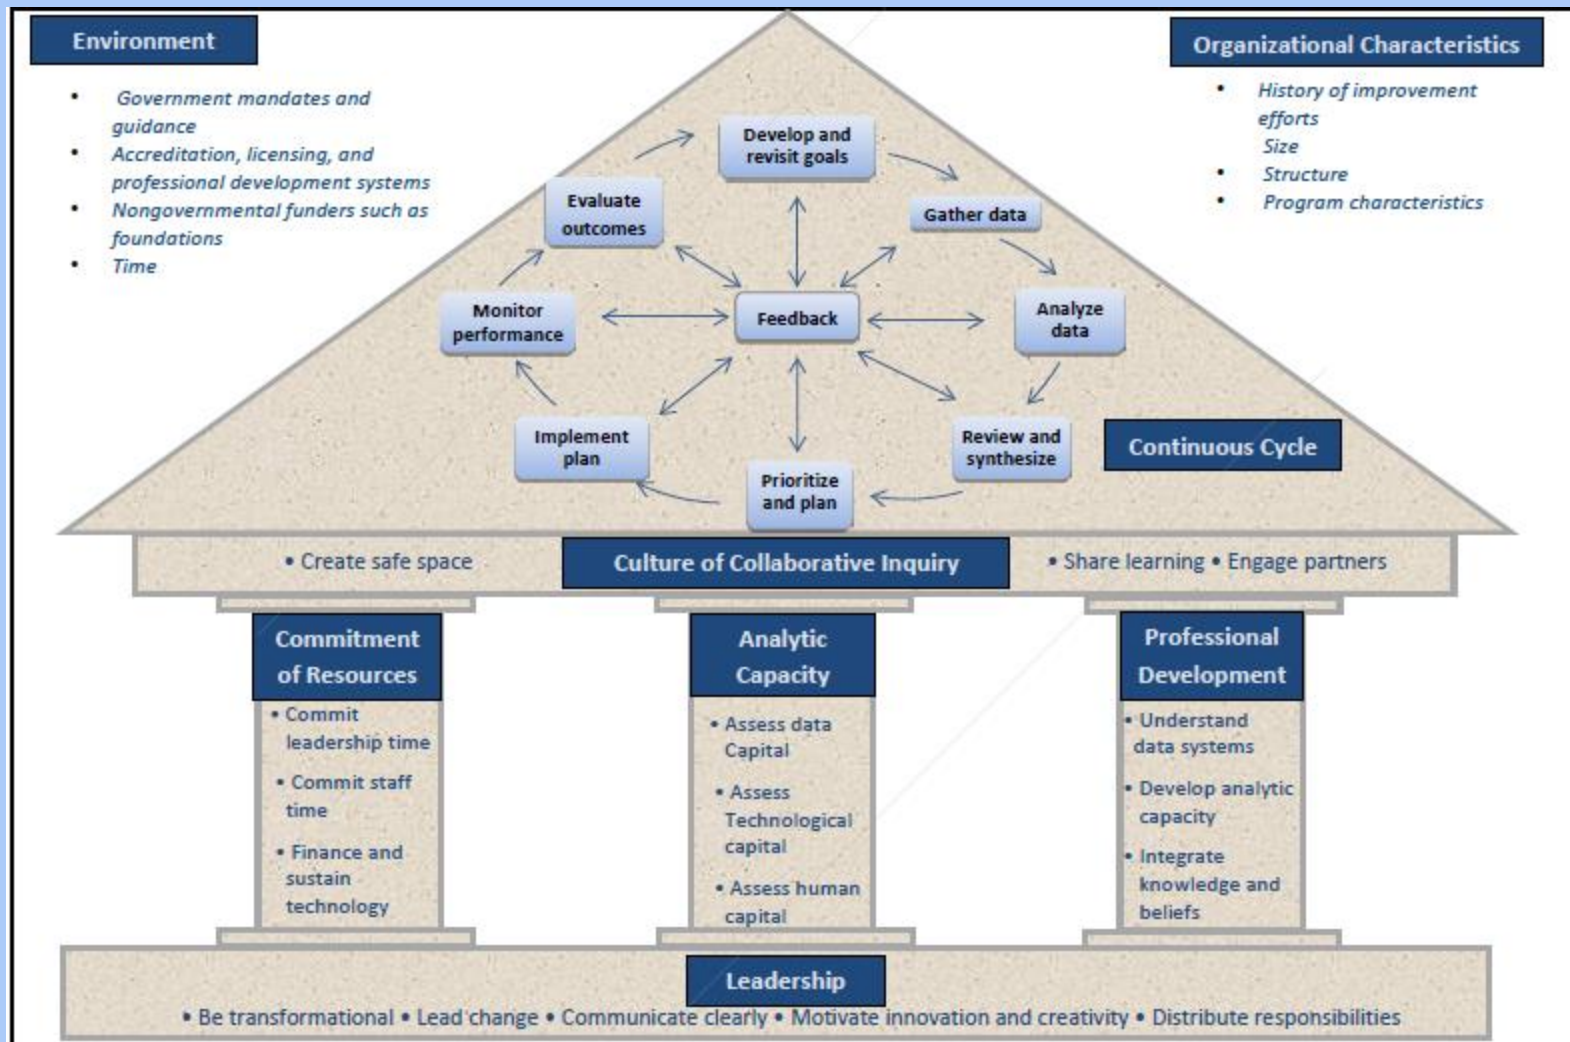 Environment
• Government mandates and
guidance
• Accreditation, licensing, and
professional development systems
• Nongovernmental funders such as
foundations
• Time
Organizational Characteristics
• History of improvement
efforts
Size
• Structure
• Program characteristics
Develop and
revisit goals
Gather data
Analyze
data
Review and
synthesize
Prioritize
and plan
Implement
plan
Monitor
performance
Evaluate
outcomes
Feedback
Continuous Cycle
• Create safe space
Culture of Collaborative Inquiry
• Share learning • Engage partners
Commitment
of Resources
• Commit
leadership time
• Commit staff
time
• Finance and
sustain
technology
Analytic
Capacity
• Assess data
Capital
• Assess
Technological
capital
• Assess human
capital
Professional
Development
• Understand
data systems
• Develop analytic
capacity
• Integrate
knowledge and
beliefs
Leadership
• Be transformational • Lead change • Communicate clearly • Motivate innovation and creativity • Distribute responsibilities